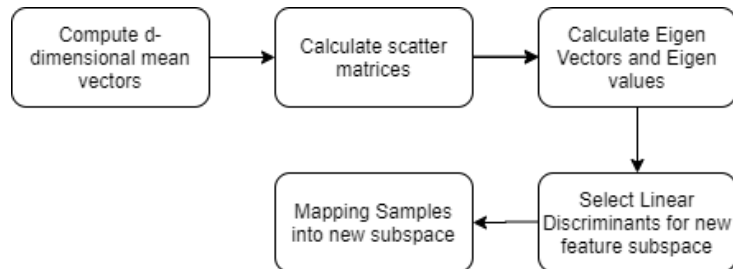 Compute d-
dimensional mean
vectors
Calculate scatter
matrices
Calculate Eigen
Vectors and Eigen
values
Select Linear
Discriminants for new
feature subspace
Mapping Samples
into new subspace